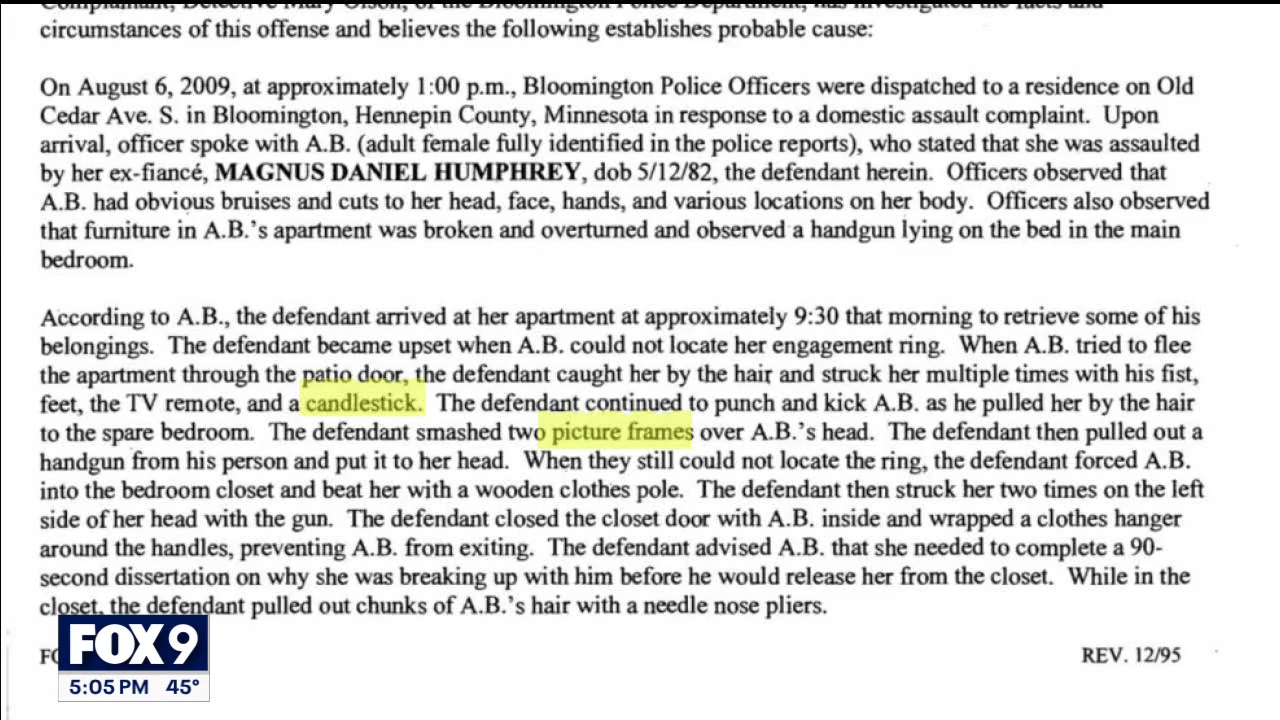 Complainant, Detective Mary Olson, of the Bloomington Police Department, has investigated the facts and
circumstances of this offense and believes the following establishes probable cause:
On August 6, 2009, at approximately 1:00 p.m., Bloomington Police Officers were dispatched to a residence on Old
Cedar Ave. S. in Bloomington, Hennepin County, Minnesota in response to a domestic assault complaint. Upon
arrival, officer spoke with A.B. (adult female fully identified in the police reports), who stated that she was assaulted
by her ex-fiancé, MAGNUS DANIEL HUMPHREY, dob 5/12/82, the defendant herein. Officers observed that
A.B. had obvious bruises and cuts to her head, face, hands, and various locations on her body. Officers also observed
that furniture in A.B.'s apartment was broken and overturned and observed a handgun lying on the bed in the main
bedroom.
According to A.B., the defendant arrived at her apartment at approximately 9:30 that morning to retrieve some of his
belongings. The defendant became upset when A.B. could not locate her engagement ring. When A.B. tried to flee
the apartment through the patio door, the defendant caught her by the hair and struck her multiple times with his fist,
feet, the TV remote, and a candlestick. The defendant continued to punch and kick A.B. as he pulled her by the hair
to the spare bedroom. The defendant smashed two picture frames over A.B.'s head. The defendant then pulled out a
handgun from his person and put it to her head. When they still could not locate the ring, the defendant forced A.B.
into the bedroom closet and beat her with a wooden clothes pole. The defendant then struck her two times on the left
side of her head with the gun. The defendant closed the closet door with A.B. inside and wrapped a clothes hanger
around the handles, preventing A.B. from exiting. The defendant advised A.B. that she needed to complete a 90-
second dissertation on why she was breaking up with him before he would release her from the closet. While in the
closet, the defendant pulled out chunks of A.B.'s hair with a needle nose pliers.
REV. 12/95
FOX 9
5:05 PM 45°